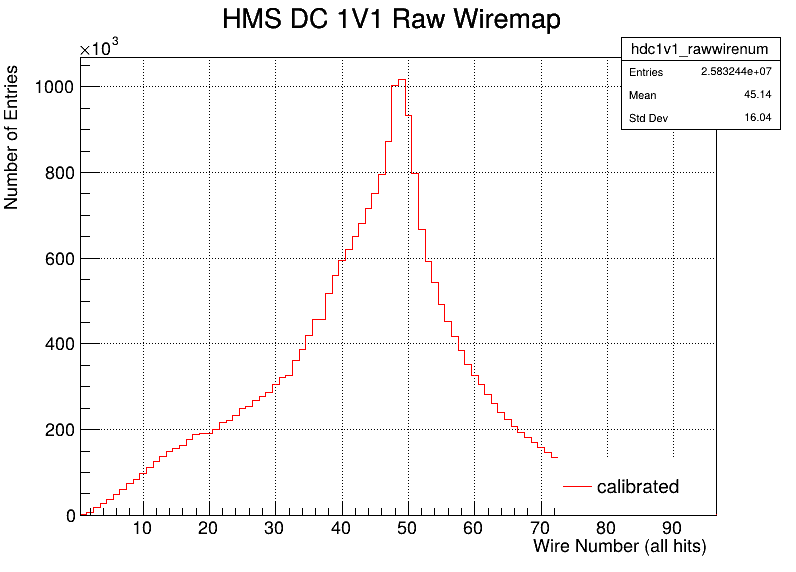 HMS DC 1V1 Raw Wiremap
×10³
hdc1v1_rawwirenum
Entries 2.583244e+07
Mean 45.14
Std Dev 16.04
Number of Entries
1000
800
600
400
200
0
10 20 30 40 50 60 70 80 90
calibrated
Wire Number (all hits)